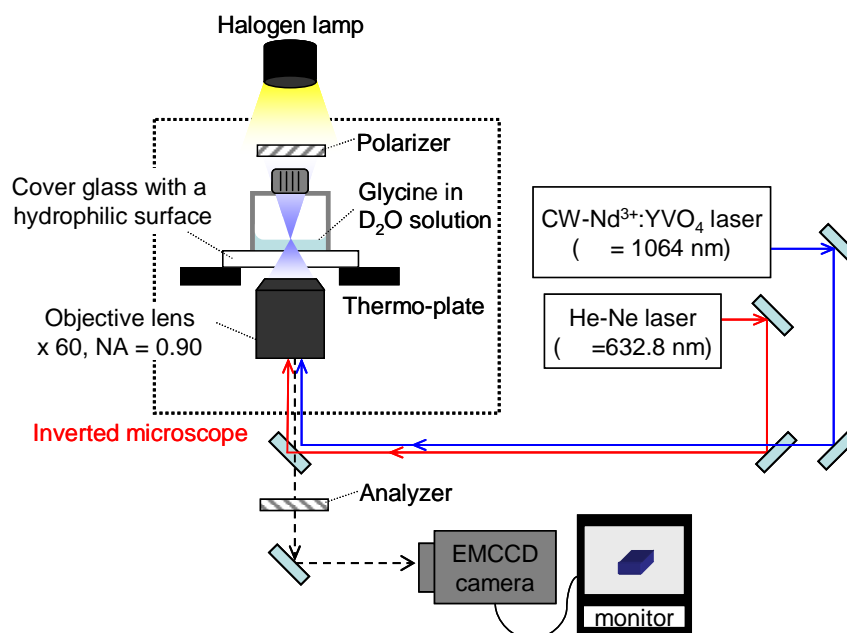 Halogen lamp
Polarizer
Cover glass with a
hydrophilic surface
Glycine in
D₂O solution
CW-Nd³⁺:YVO₄ laser
( = 1064 nm)
Thermo-plate
He-Ne laser
( =632.8 nm)
Objective lens
x 60, NA = 0.90
Inverted microscope
Analyzer
EMCCD
camera
monitor